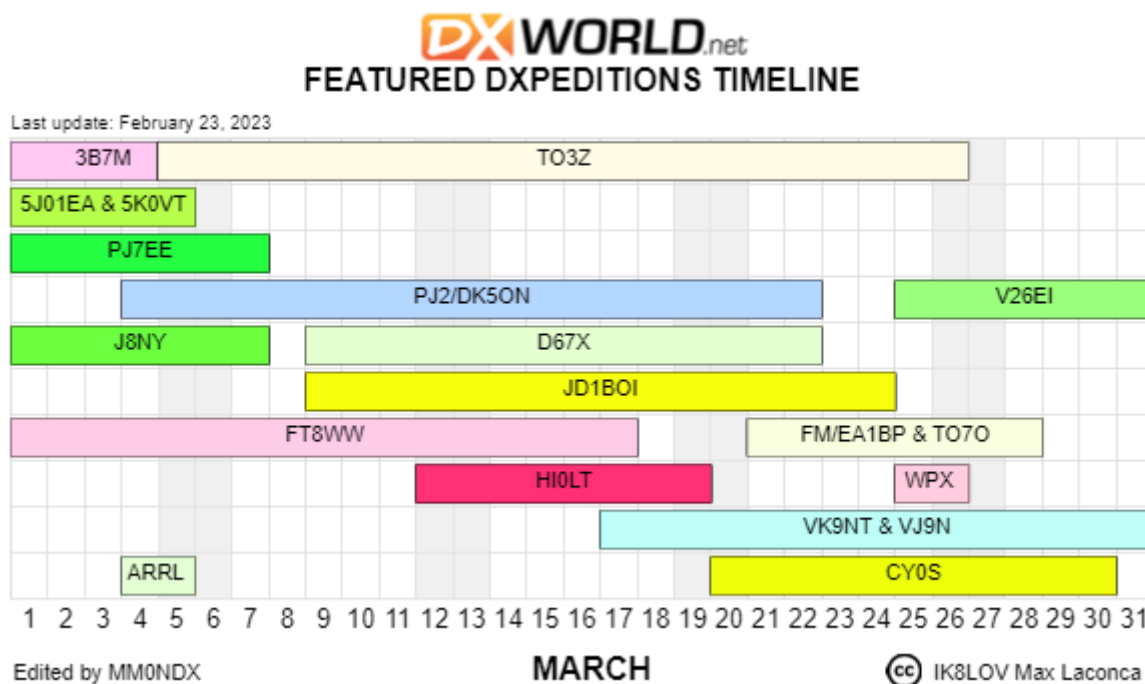 DX WORLD.net
FEATURED DXPEDITIONS TIMELINE
Last update: February 23, 2023
3B7M TO3Z
5J01EA & 5K0VT
PJ7EE
PJ2/DK5ON V26EI
J8NY D67X
JD1BOI
FT8WW FM/EA1BP & TO7O
HI0LT WPX
VK9NT & VJ9N
ARRL CY0S
1 2 3 4 5 6 7 8 9 10 11 12 13 14 15 16 17 18 19 20 21 22 23 24 25 26 27 28 29 30 31
Edited by MM0NDX MARCH cc IK8LOV Max Laconca